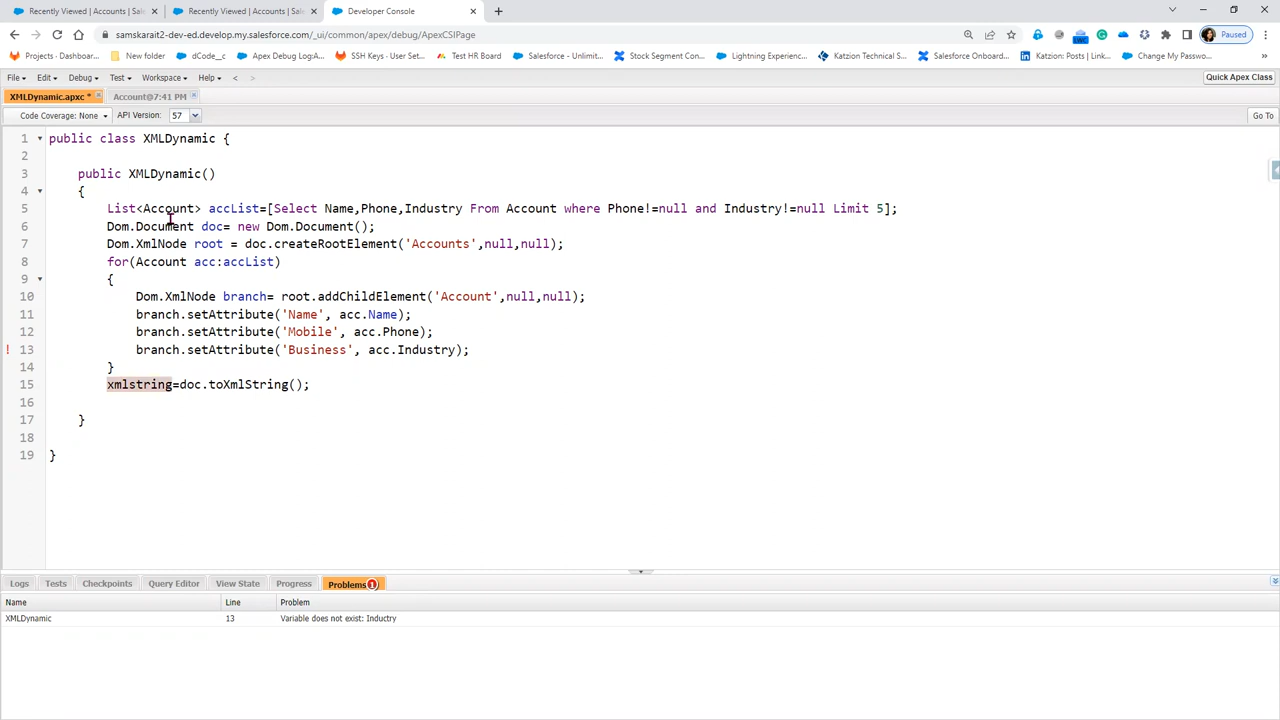 Recently Viewed | Accounts | Sal
Recently Viewed | Accounts | Sal
Developer Console
samskarait2-dev-ed.develop.my.salesforce.com/_ui/common/apex/debug/ApexCSIPage
Paused
Projects - Dashboar...
New folder
dCode_c
Apex Debug Log:A...
SSH Keys · User Set...
Test HR Board
Salesforce - Unlimit...
Stock Segment Con...
Lightning Experienc...
Katzion Technical S...
Salesforce Onboard...
Katzion: Posts | Link...
Change My Passwo...
»
File
Edit
Debug
Test
Workspace
Help
<
>
Quick Apex Class
XMLDynamic.apxc *
Account@7:41 PM
Code Coverage: None
API Version:
57
Go To
1 public class XMLDynamic {
2
3 public XMLDynamic()
4 {
5 List<Account> accList=[Select Name,Phone,Industry From Account where Phone!=null and Industry!=null Limit 5];
6 Dom.Document doc= new Dom.Document();
7 Dom.XmlNode root = doc.createRootElement('Accounts',null,null);
8 for(Account acc:accList)
9 {
10 Dom.XmlNode branch= root.addChildElement('Account',null,null);
11 branch.setAttribute('Name', acc.Name);
12 branch.setAttribute('Mobile', acc.Phone);
! 13 branch.setAttribute('Business', acc.Industry);
14 }
15 xmlstring=doc.toXmlString();
16
17 }
18
19 }
Logs
Tests
Checkpoints
Query Editor
View State
Progress
Problems 1
Name
Line
Problem
XMLDynamic
13
Variable does not exist: Inductry